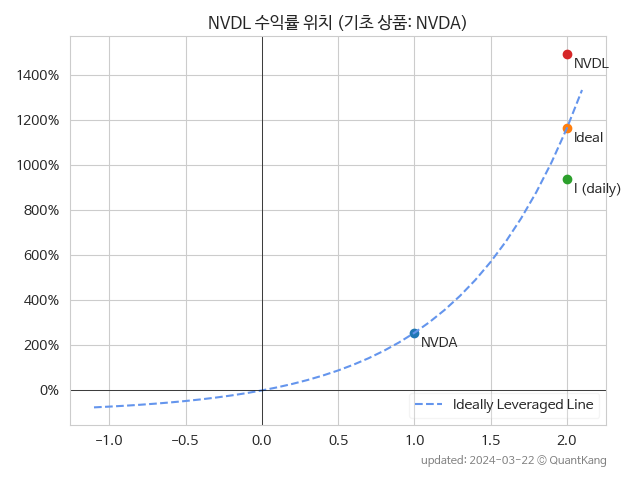 NVDL 수익률 위치 (기초 상품: NVDA)
1400%
1200%
1000%
800%
600%
400%
200%
0%
NVDL
Ideal
I (daily)
NVDA
Ideally Leveraged Line
−1.0
−0.5
0.0
0.5
1.0
1.5
2.0
updated: 2024-03-22 © QuantKang